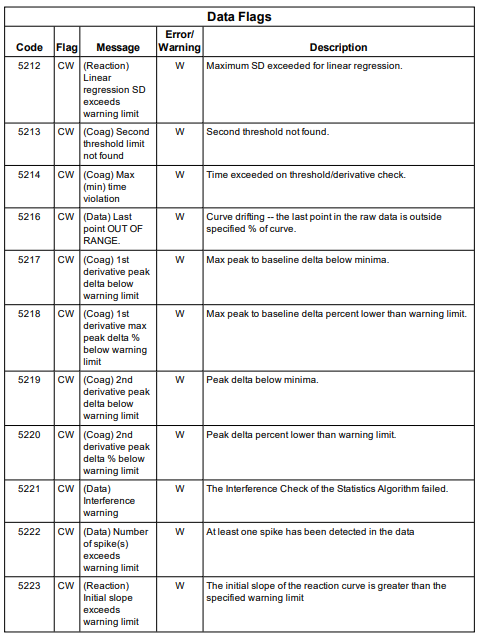 Data Flags
Code Flag Message Error/ Warning Description
5212 CW (Reaction) W Maximum SD exceeded for linear regression.
Linear
regression SD
exceeds
warning limit
5213 CW (Coag) Second W Second threshold not found.
threshold limit
not found
5214 CW (Coag) Max W Time exceeded on threshold/derivative check.
(min) time
violation
5216 CW (Data) Last W Curve drifting -- the last point in the raw data is outside
point OUT OF specified % of curve.
RANGE.
5217 CW (Coag) 1st W Max peak to baseline delta below minima.
derivative peak
delta below
warning limit
5218 CW (Coag) 1st W Max peak to baseline delta percent lower than warning limit.
derivative max
peak delta %
below warning
limit
5219 CW (Coag) 2nd W Peak delta below minima.
derivative peak
delta below
warning limit
5220 CW (Coag) 2nd W Peak delta percent lower than warning limit.
derivative peak
delta % below
warning limit
5221 CW (Data) W The Interference Check of the Statistics Algorithm failed.
Interference
warning
5222 CW (Data) Number W At least one spike has been detected in the data
of spike(s)
exceeds
warning limit
5223 CW (Reaction) W The initial slope of the reaction curve is greater than the
Initial slope specified warning limit
exceeds
warning limit